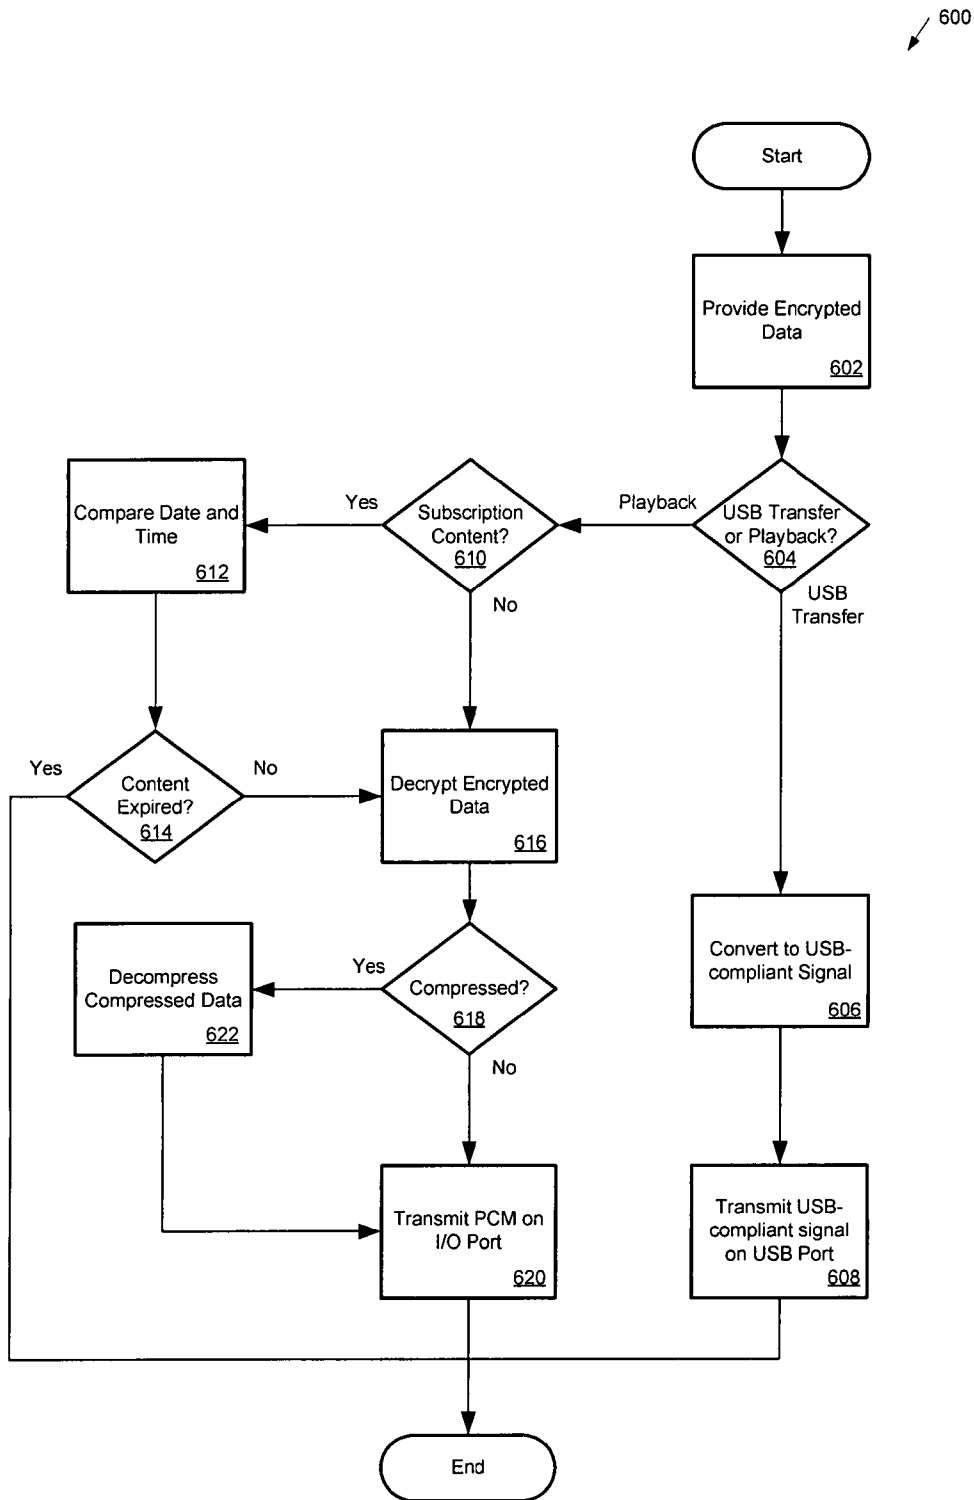 600
Start
Provide Encrypted
Data
602
USB Transfer
or Playback?
604
Playback
USB
Transfer
Subscription
Content?
610
Yes
No
Compare Date and
Time
612
Content
Expired?
614
Yes
No
Decrypt Encrypted
Data
616
Compressed?
618
Yes
No
Decompress
Compressed Data
622
Transmit PCM on
I/O Port
620
Convert to USB-
compliant Signal
606
Transmit USB-
compliant signal
on USB Port
608
End